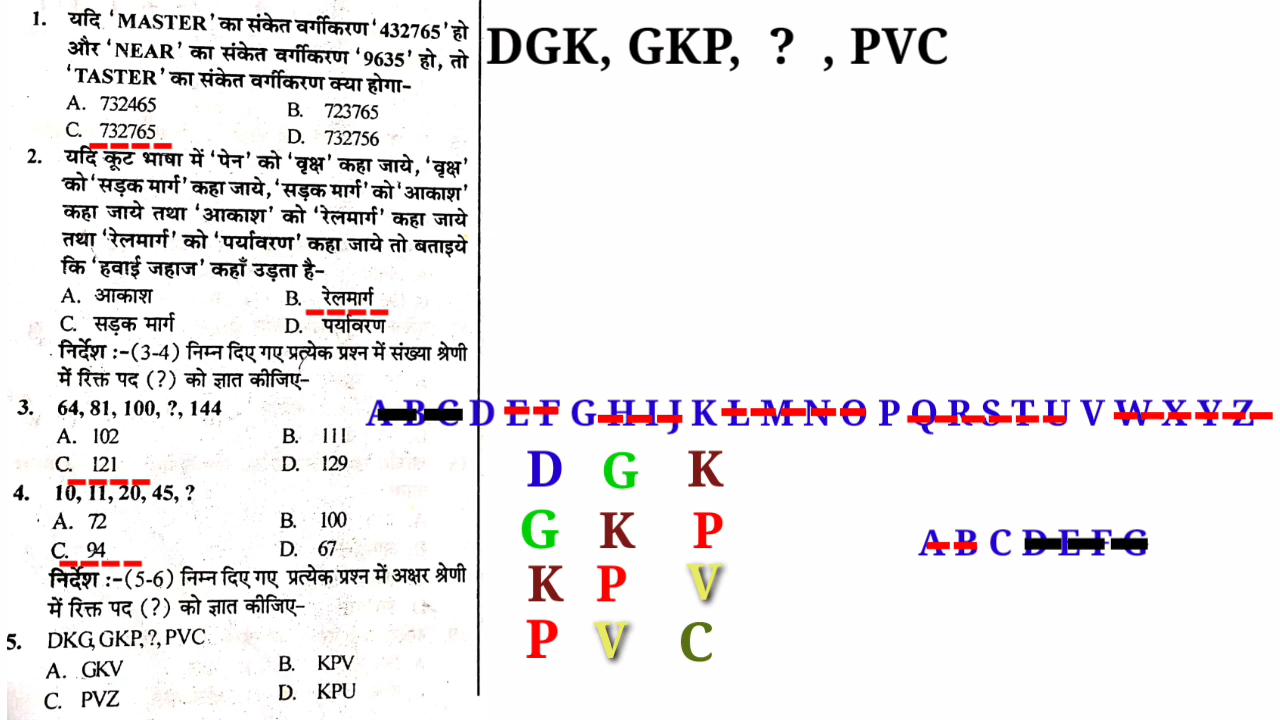 1. यदि ‘MASTER’ का संकेत वर्गीकरण ‘432765’ हो
और ‘NEAR’ का संकेत वर्गीकरण ‘9635’ हो, तो
‘TASTER’ का संकेत वर्गीकरण क्या होगा–
A. 732465 B. 723765
C. 732765 D. 732756
2. यदि कूट भाषा में ‘पेन’ को ‘वृक्ष’ कहा जाये, ‘वृक्ष’
को ‘सड़क मार्ग’ कहा जाये, ‘सड़क मार्ग’ को ‘आकाश’
कहा जाये तथा ‘आकाश’ को ‘रेलमार्ग’ कहा जाये
तथा ‘रेलमार्ग’ को ‘पर्यावरण’ कहा जाये तो बताइये
कि ‘हवाई जहाज’ कहाँ उड़ता है–
A. आकाश B. रेलमार्ग
C. सड़क मार्ग D. पर्यावरण
निर्देश :–(3-4) निम्न दिए गए प्रत्येक प्रश्न में संख्या श्रेणी
में रिक्त पद (?) को ज्ञात कीजिए–
3. 64, 81, 100, ?, 144
A. 102 B. 111
C. 121 D. 129
4. 10, 11, 20, 45, ?
A. 72 B. 100
C. 94 D. 67
निर्देश :–(5-6) निम्न दिए गए प्रत्येक प्रश्न में अक्षर श्रेणी
में रिक्त पद (?) को ज्ञात कीजिए–
5. DKG, GKP, ?, PVC
A. GKV B. KPV
C. PVZ D. KPU
DGK, GKP, ? , PVC
A B C D E F G H I J K L M N O P Q R S T U V W X Y Z
D G K
G K P
K P V
P V C
A B C D E F G